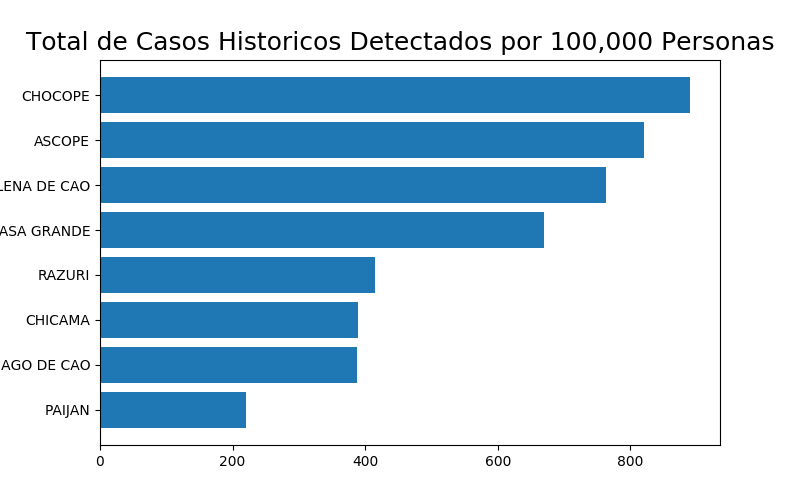 Total de Casos Historicos Detectados por 100,000 Personas
CHOCOPE
ASCOPE
LENA DE CAO
ASA GRANDE
RAZURI
CHICAMA
AGO DE CAO
PAIJAN
0 200 400 600 800